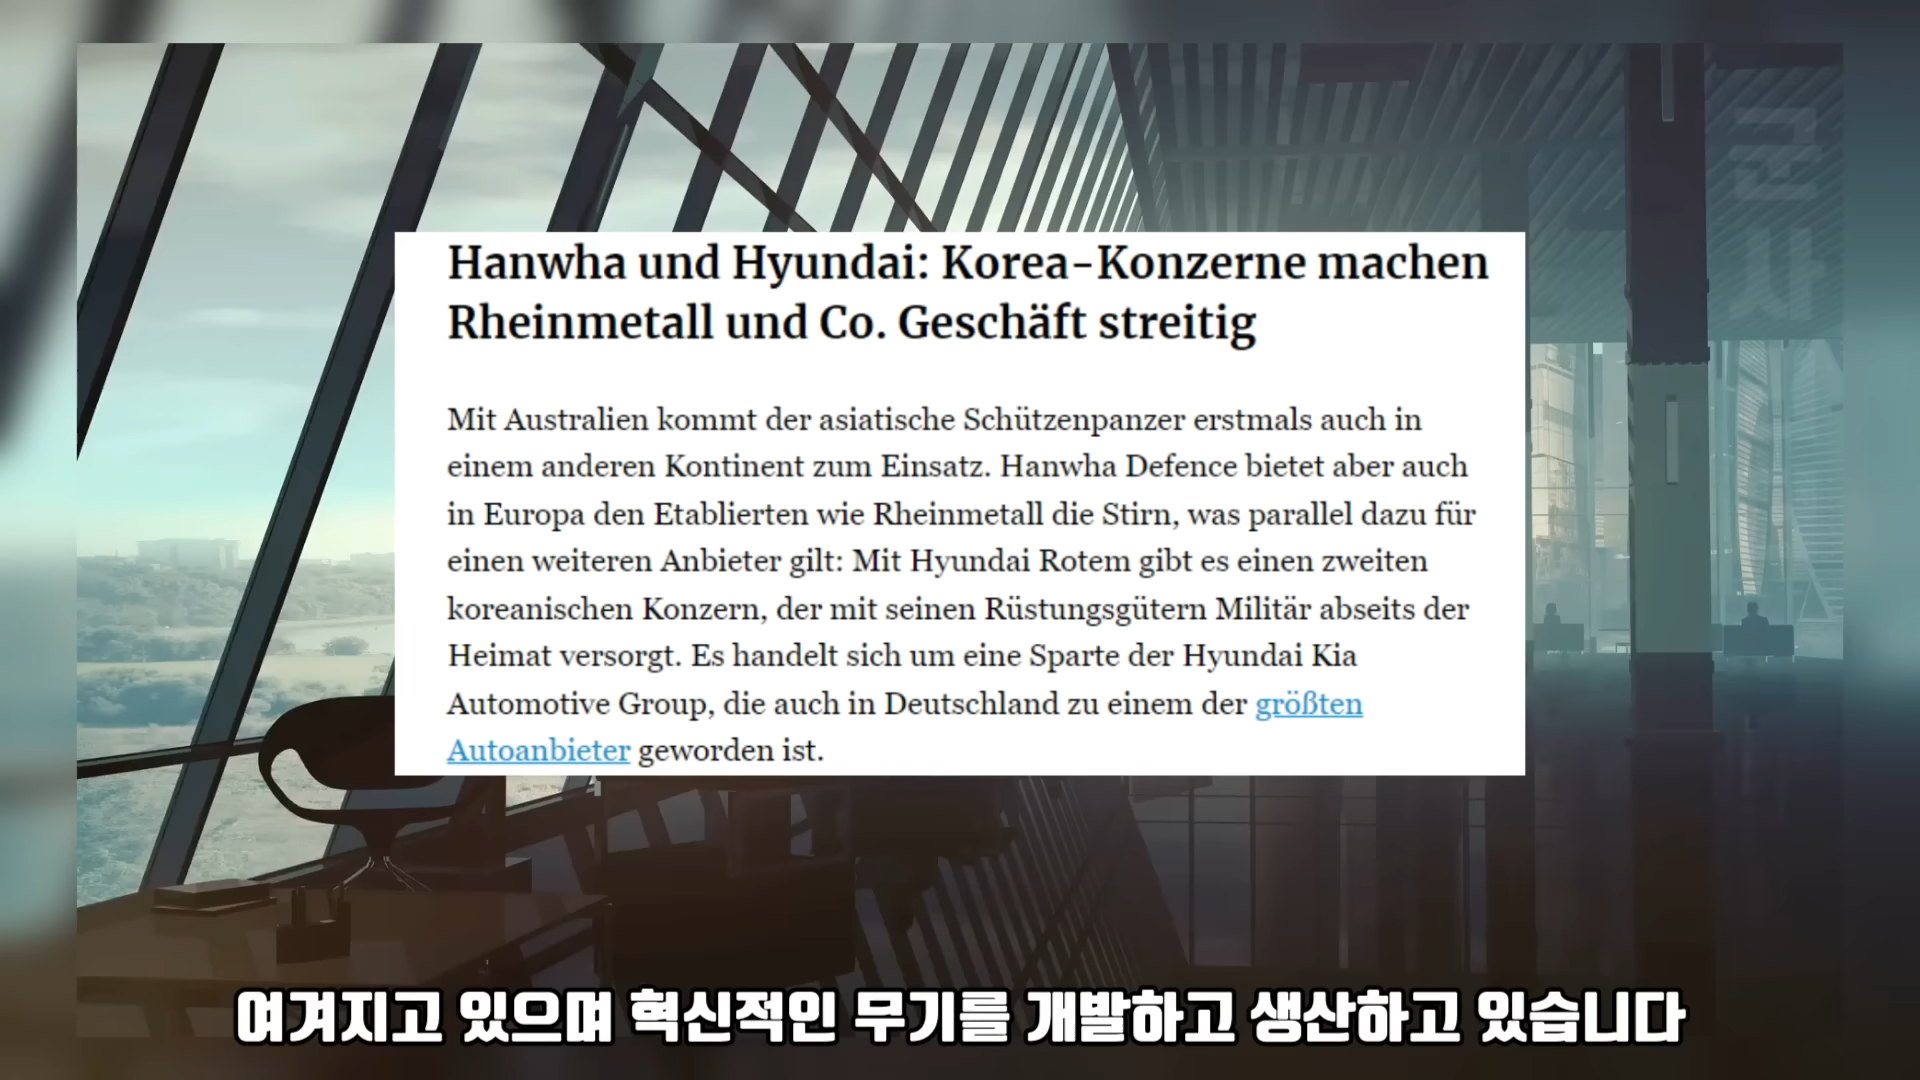 군사
Hanwha und Hyundai: Korea-Konzerne machen
Rheinmetall und Co. Geschäft streitig
Mit Australien kommt der asiatische Schützenpanzer erstmals auch in
einem anderen Kontinent zum Einsatz. Hanwha Defence bietet aber auch
in Europa den Etablierten wie Rheinmetall die Stirn, was parallel dazu für
einen weiteren Anbieter gilt: Mit Hyundai Rotem gibt es einen zweiten
koreanischen Konzern, der mit seinen Rüstungsgütern Militär abseits der
Heimat versorgt. Es handelt sich um eine Sparte der Hyundai Kia
Automotive Group, die auch in Deutschland zu einem der größten
Autoanbieter geworden ist.
여겨지고 있으며 혁신적인 무기를 개발하고 생산하고 있습니다